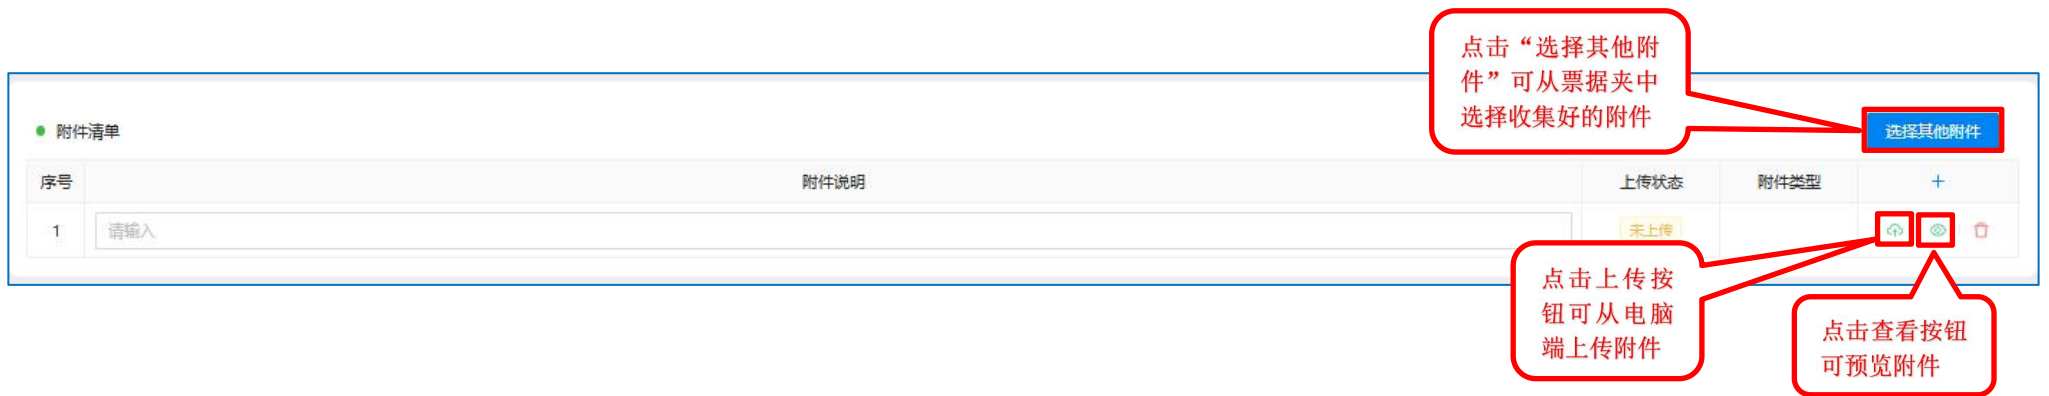 点击“选择其他附
件”可从票据夹中
选择收集好的附件
附件清单
选择其他附件
序号 附件说明 上传状态 附件类型 +
1 请输入 未上传
点击上传按
钮可从电脑
端上传附件
点击查看按钮
可预览附件